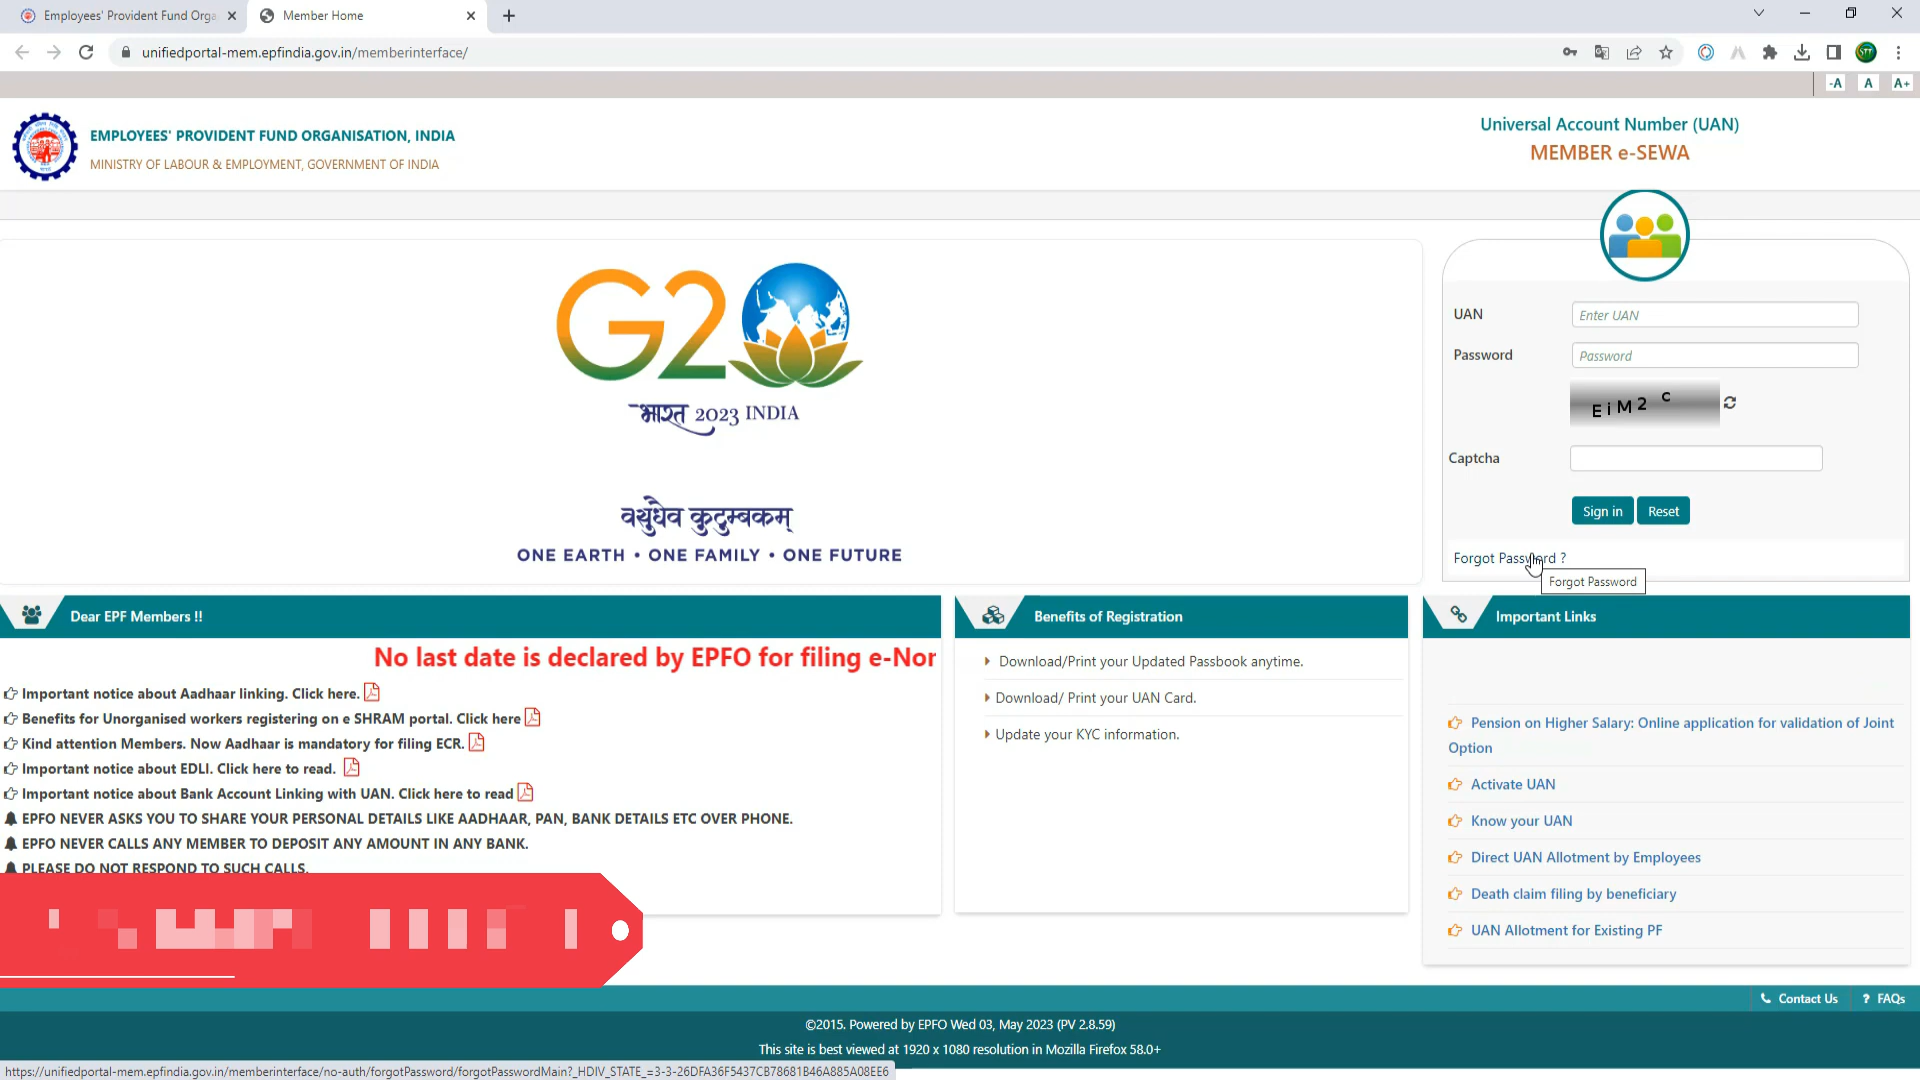 Employees' Provident Fund Orga
Member Home
unifiedportal-mem.epfindia.gov.in/memberinterface/
-A A A+
EMPLOYEES' PROVIDENT FUND ORGANISATION, INDIA
MINISTRY OF LABOUR & EMPLOYMENT, GOVERNMENT OF INDIA
Universal Account Number (UAN)
MEMBER e-SEWA
G20
भारत 2023 INDIA
वसुधैव कुटुम्बकम्
ONE EARTH • ONE FAMILY • ONE FUTURE
UAN
Enter UAN
Password
Password
EiM2c
Captcha
Sign in Reset
Forgot Password ?
Forgot Password
Dear EPF Members !!
No last date is declared by EPFO for filing e-Nor
Important notice about Aadhaar linking. Click here.
Benefits for Unorganised workers registering on e SHRAM portal. Click here
Kind attention Members. Now Aadhaar is mandatory for filing ECR.
Important notice about EDLI. Click here to read.
Important notice about Bank Account Linking with UAN. Click here to read
EPFO NEVER ASKS YOU TO SHARE YOUR PERSONAL DETAILS LIKE AADHAAR, PAN, BANK DETAILS ETC OVER PHONE.
EPFO NEVER CALLS ANY MEMBER TO DEPOSIT ANY AMOUNT IN ANY BANK.
PLEASE DO NOT RESPOND TO SUCH CALLS.
Benefits of Registration
Download/Print your Updated Passbook anytime.
Download/ Print your UAN Card.
Update your KYC information.
Important Links
Pension on Higher Salary: Online application for validation of Joint
Option
Activate UAN
Know your UAN
Direct UAN Allotment by Employees
Death claim filing by beneficiary
UAN Allotment for Existing PF
Contact Us ? FAQs
©2015. Powered by EPFO Wed 03, May 2023 (PV 2.8.59)
This site is best viewed at 1920 x 1080 resolution in Mozilla Firefox 58.0+
https://unifiedportal-mem.epfindia.gov.in/memberinterface/no-auth/forgotPassword/forgotPasswordMain?_HDIV_STATE_=3-3-26DFA36F5437CB78681B46A885A08EE6